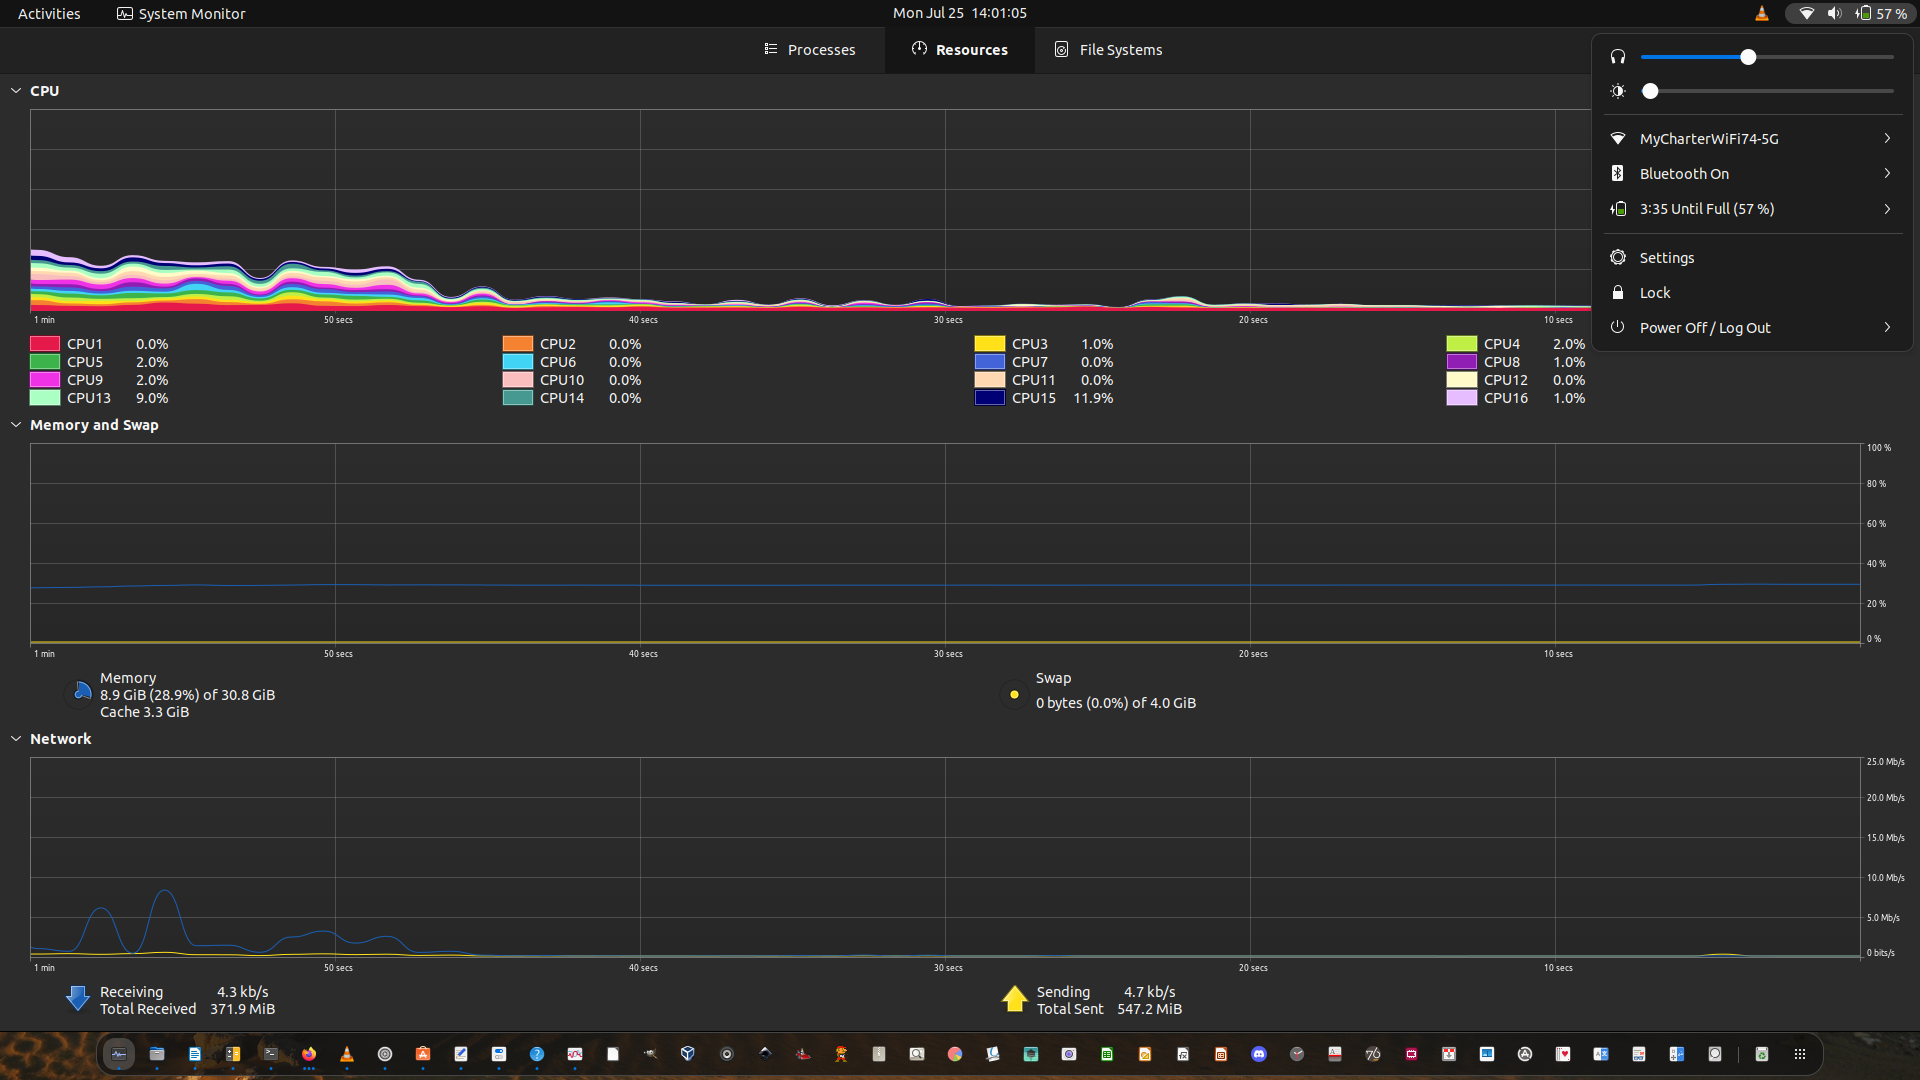 Activities
System Monitor
Mon Jul 25 14:01:05
57 %
Processes
Resources
File Systems
CPU
1 min
50 secs
40 secs
30 secs
20 secs
10 secs
CPU1 0.0%
CPU2 0.0%
CPU3 1.0%
CPU4 2.0%
CPU5 2.0%
CPU6 0.0%
CPU7 0.0%
CPU8 1.0%
CPU9 2.0%
CPU10 0.0%
CPU11 0.0%
CPU12 0.0%
CPU13 9.0%
CPU14 0.0%
CPU15 11.9%
CPU16 1.0%
MyCharterWiFi74-5G
Bluetooth On
3:35 Until Full (57 %)
Settings
Lock
Power Off / Log Out
Memory and Swap
100 %
80 %
60 %
40 %
20 %
0 %
1 min
50 secs
40 secs
30 secs
20 secs
10 secs
Memory
8.9 GiB (28.9%) of 30.8 GiB
Cache 3.3 GiB
Swap
0 bytes (0.0%) of 4.0 GiB
Network
25.0 Mb/s
20.0 Mb/s
15.0 Mb/s
10.0 Mb/s
5.0 Mb/s
0 bits/s
1 min
50 secs
40 secs
30 secs
20 secs
10 secs
Receiving 4.3 kb/s
Total Received 371.9 MiB
Sending 4.7 kb/s
Total Sent 547.2 MiB